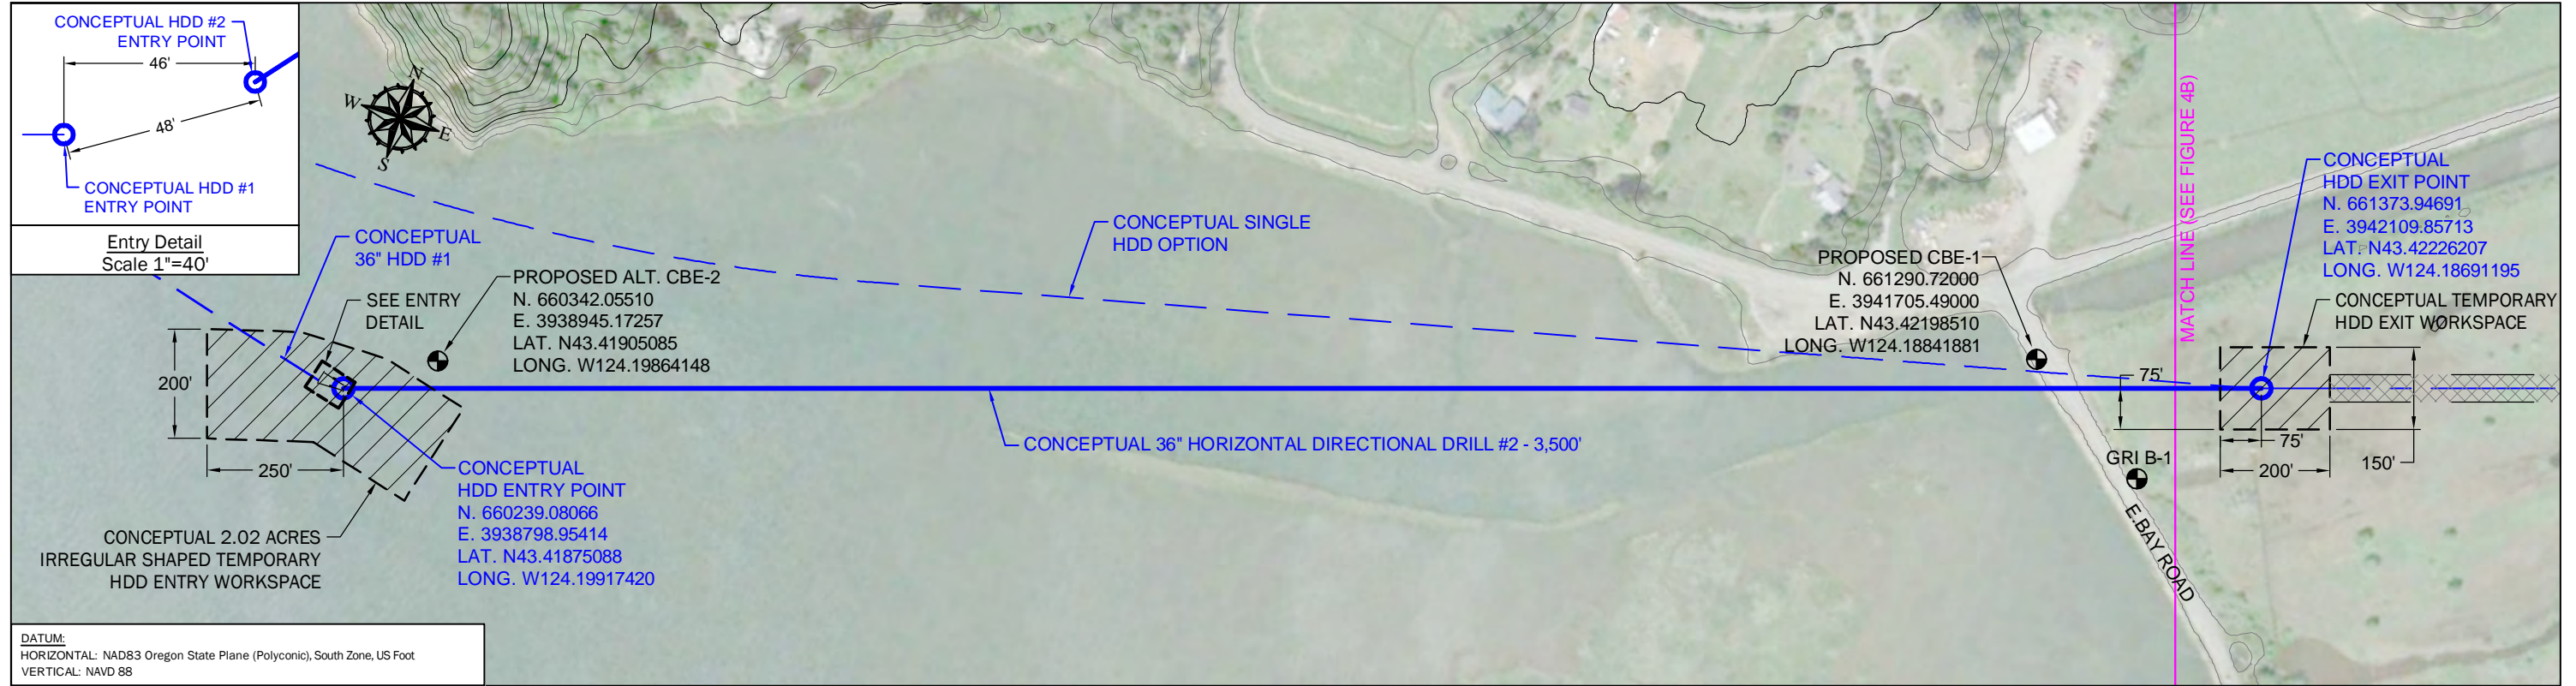 CONCEPTUAL HDD #2
ENTRY POINT
46'
48'
CONCEPTUAL HDD #1
ENTRY POINT
Entry Detail
Scale 1"=40'
N
W
E
S
CONCEPTUAL
36" HDD #1
SEE ENTRY
DETAIL
PROPOSED ALT. CBE-2
N. 660342.05510
E. 3938945.17257
LAT. N43.41905085
LONG. W124.19864148
200'
250'
CONCEPTUAL
HDD ENTRY POINT
N. 660239.08066
E. 3938798.95414
LAT. N43.41875088
LONG. W124.19917420
CONCEPTUAL 2.02 ACRES
IRREGULAR SHAPED TEMPORARY
HDD ENTRY WORKSPACE
CONCEPTUAL SINGLE
HDD OPTION
CONCEPTUAL 36" HORIZONTAL DIRECTIONAL DRILL #2 - 3,500'
PROPOSED CBE-1
N. 661290.72000
E. 3941705.49000
LAT. N43.42198510
LONG. W124.18841881
MATCH LINE (SEE FIGURE 4B)
CONCEPTUAL
HDD EXIT POINT
N. 661373.94691
E. 3942109.85713
LAT. N43.42226207
LONG. W124.18691195
CONCEPTUAL TEMPORARY
HDD EXIT WORKSPACE
75'
75'
200'
150'
GRI B-1
E.BAY ROAD
DATUM:
HORIZONTAL: NAD83 Oregon State Plane (Polyconic), South Zone, US Foot
VERTICAL: NAVD 88